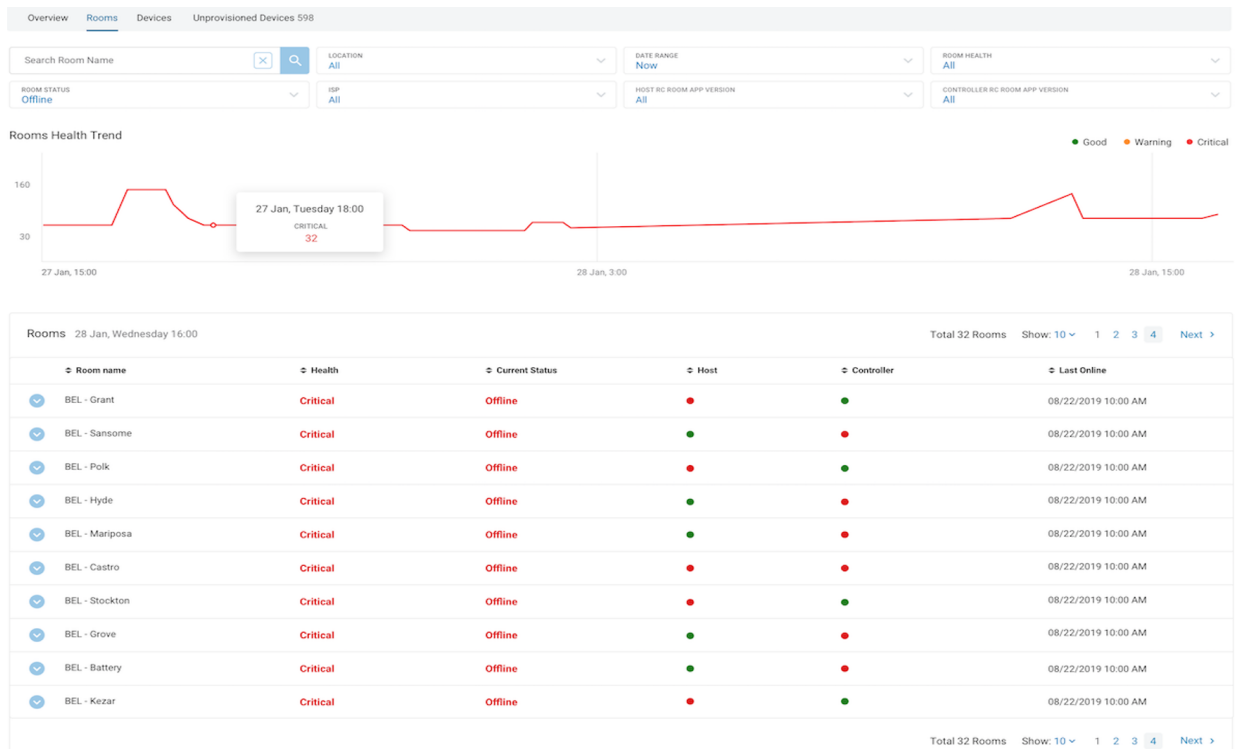 Overview Rooms Devices Unprovisioned Devices 598
Search Room Name
LOCATION
All
DATE RANGE
Now
ROOM HEALTH
All
ROOM STATUS
Offline
ISP
All
HOST RC ROOM APP VERSION
All
CONTROLLER RC ROOM APP VERSION
All
Rooms Health Trend
Good Warning Critical
160
30
27 Jan, Tuesday 18:00
CRITICAL
32
27 Jan, 15:00 28 Jan, 3:00 28 Jan, 15:00
Rooms 28 Jan, Wednesday 16:00 Total 32 Rooms Show: 10 1 2 3 4 Next >
Room name Health Current Status Host Controller Last Online
BEL - Grant Critical Offline 08/22/2019 10:00 AM
BEL - Sansome Critical Offline 08/22/2019 10:00 AM
BEL - Polk Critical Offline 08/22/2019 10:00 AM
BEL - Hyde Critical Offline 08/22/2019 10:00 AM
BEL - Mariposa Critical Offline 08/22/2019 10:00 AM
BEL - Castro Critical Offline 08/22/2019 10:00 AM
BEL - Stockton Critical Offline 08/22/2019 10:00 AM
BEL - Grove Critical Offline 08/22/2019 10:00 AM
BEL - Battery Critical Offline 08/22/2019 10:00 AM
BEL - Kezar Critical Offline 08/22/2019 10:00 AM
Total 32 Rooms Show: 10 1 2 3 4 Next >